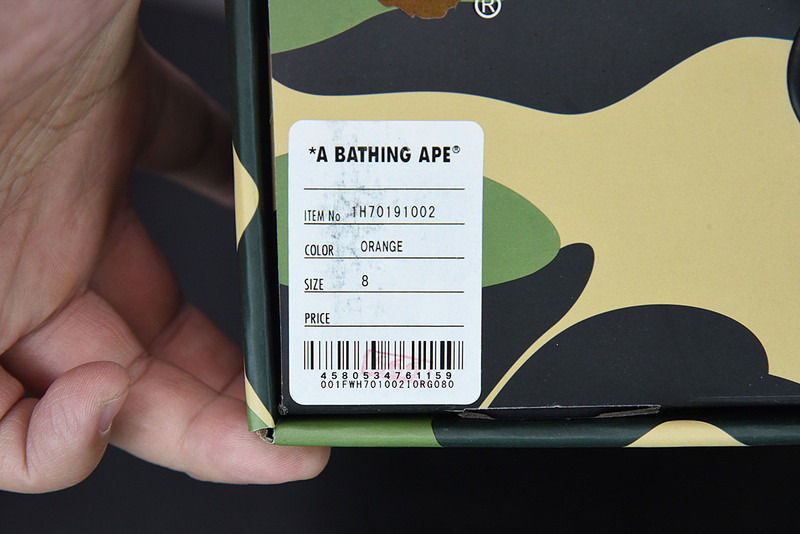 ®
*A BATHING APE®
ITEM No 1H70191002
COLOR ORANGE
SIZE 8
PRICE
4580534761159
001FWH701002IORG080